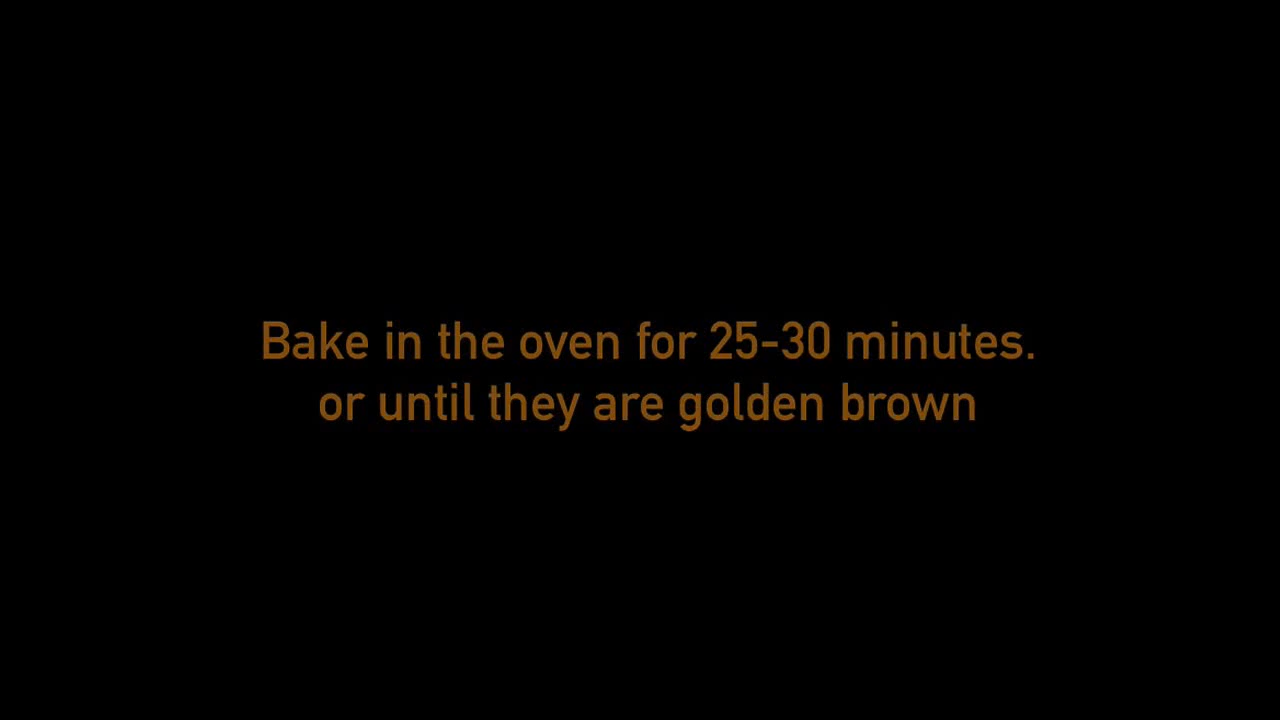 Bake in the oven for 25-30 minutes.
or until they are golden brown